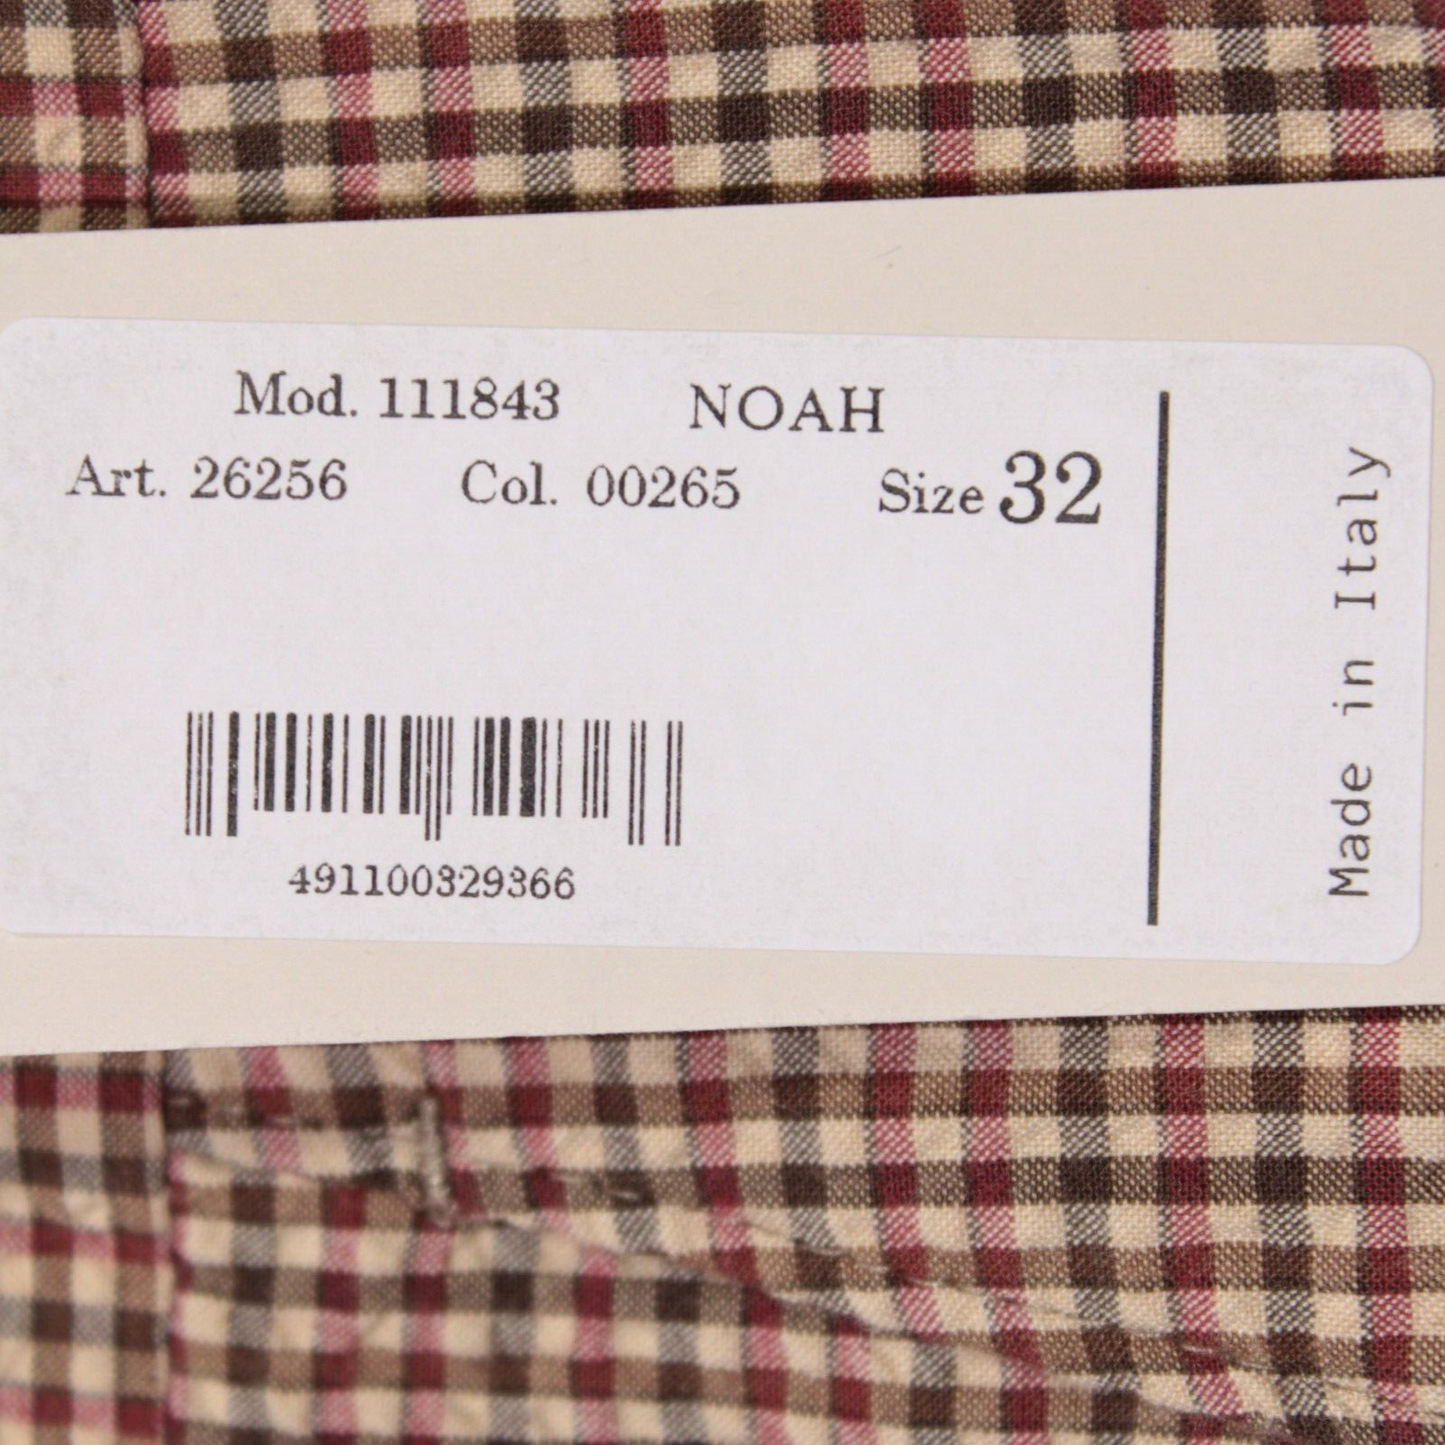 Mod. 111843 NOAH
Art. 26256 Col. 00265 Size 32
491100329366
Made in Italy